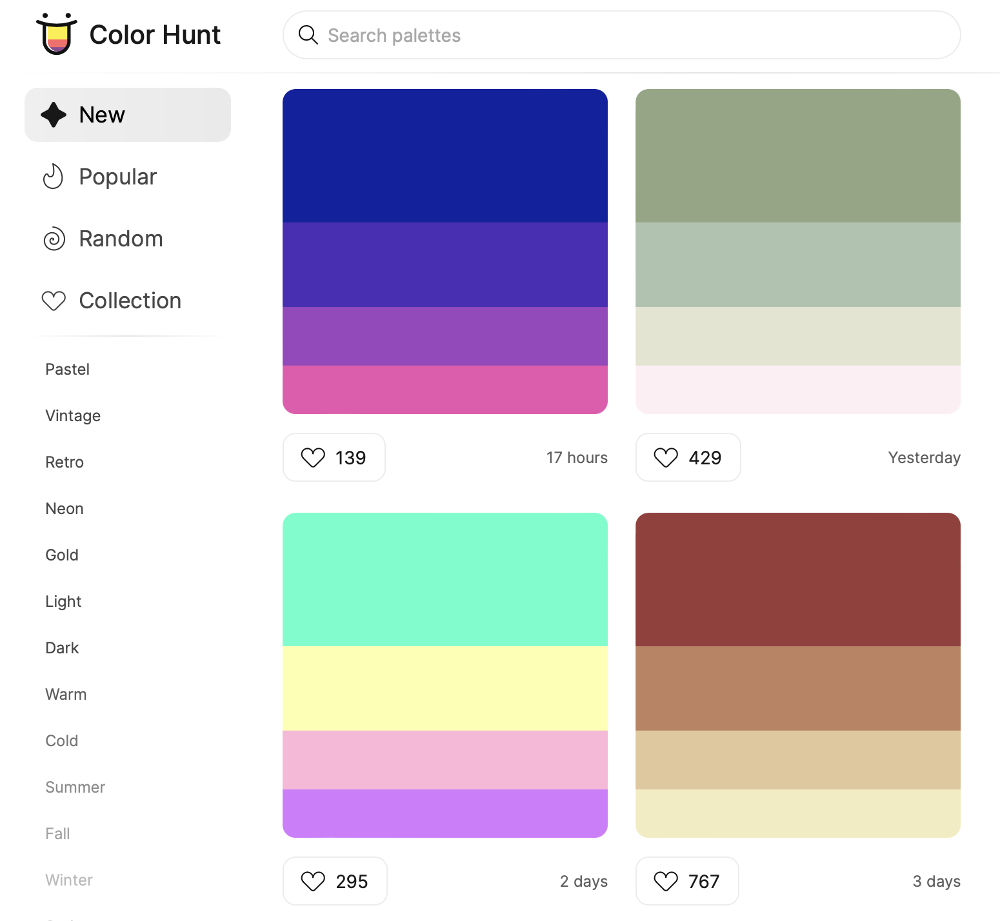 Color Hunt
Search palettes
New
Popular
Random
Collection
Pastel
Vintage
Retro
Neon
Gold
Light
Dark
Warm
Cold
Summer
Fall
Winter
139
17 hours
429
Yesterday
295
2 days
767
3 days